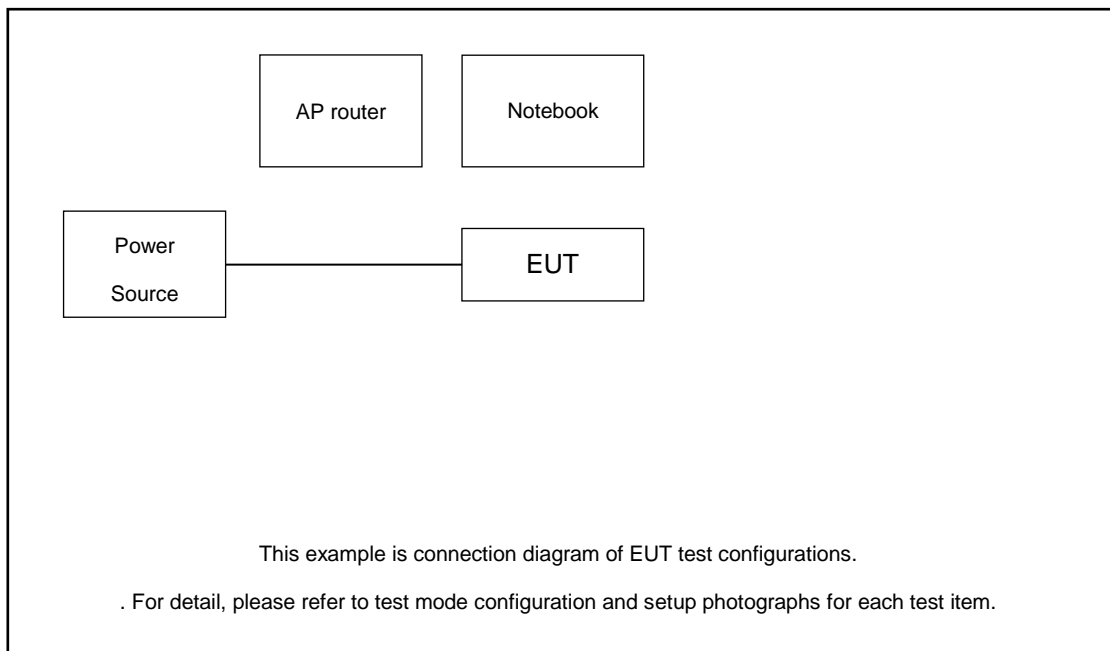 AP router
Notebook
Power
Source
EUT
This example is connection diagram of EUT test configurations.
. For detail, please refer to test mode configuration and setup photographs for each test item.